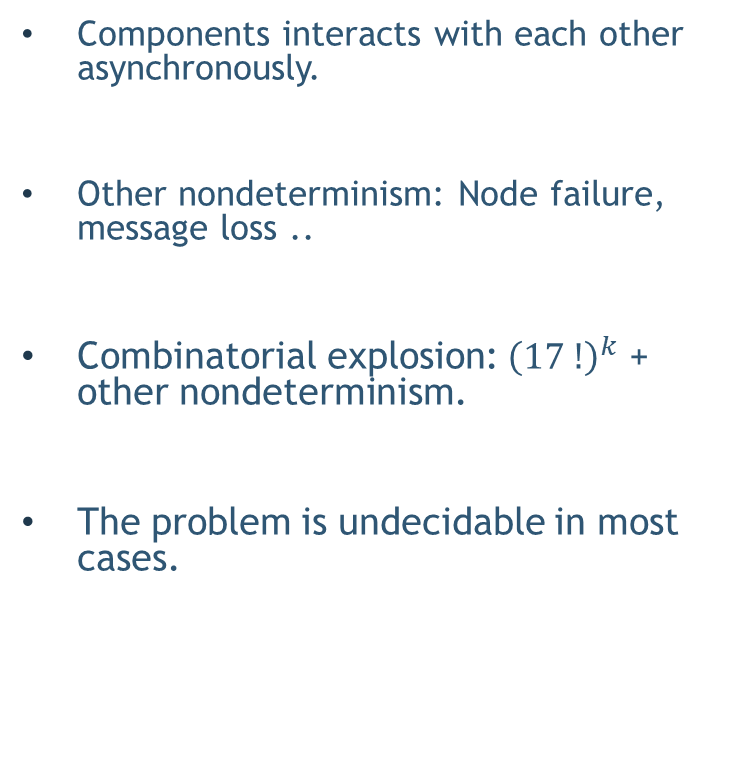 • Components interacts with each other
asynchronously.
• Other nondeterminism: Node failure,
message loss ..
• Combinatorial explosion: (17 !)^k +
other nondeterminism.
• The problem is undecidable in most
cases.